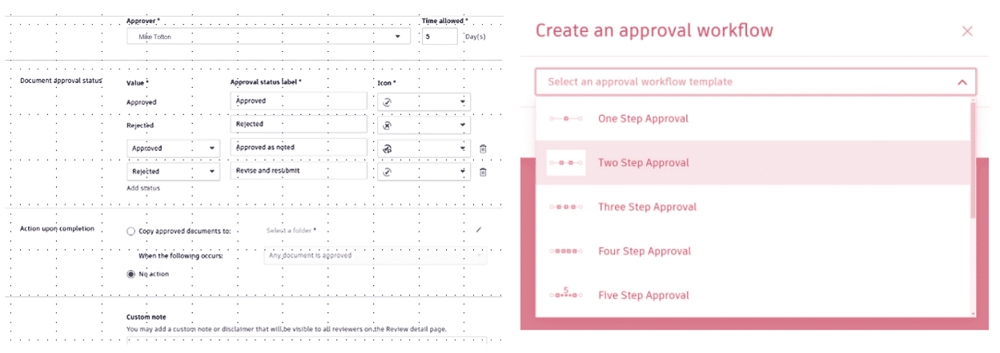 Approver *
Time allowed *
Mike Totton
5
Day(s)
Document approval status
Value *
Approval status label *
Icon *
Approved
Approved
Rejected
Rejected
Approved
Approved as noted
Rejected
Revise and resubmit
Add status
Action upon completion
Copy approved documents to:
Select a folder *
When the following occurs:
Any document is approved
No action
Custom note
You may add a custom note or disclaimer that will be visible to all reviewers on the Review detail page.
Create an approval workflow
Select an approval workflow template
One Step Approval
Two Step Approval
Three Step Approval
Four Step Approval
5
Five Step Approval